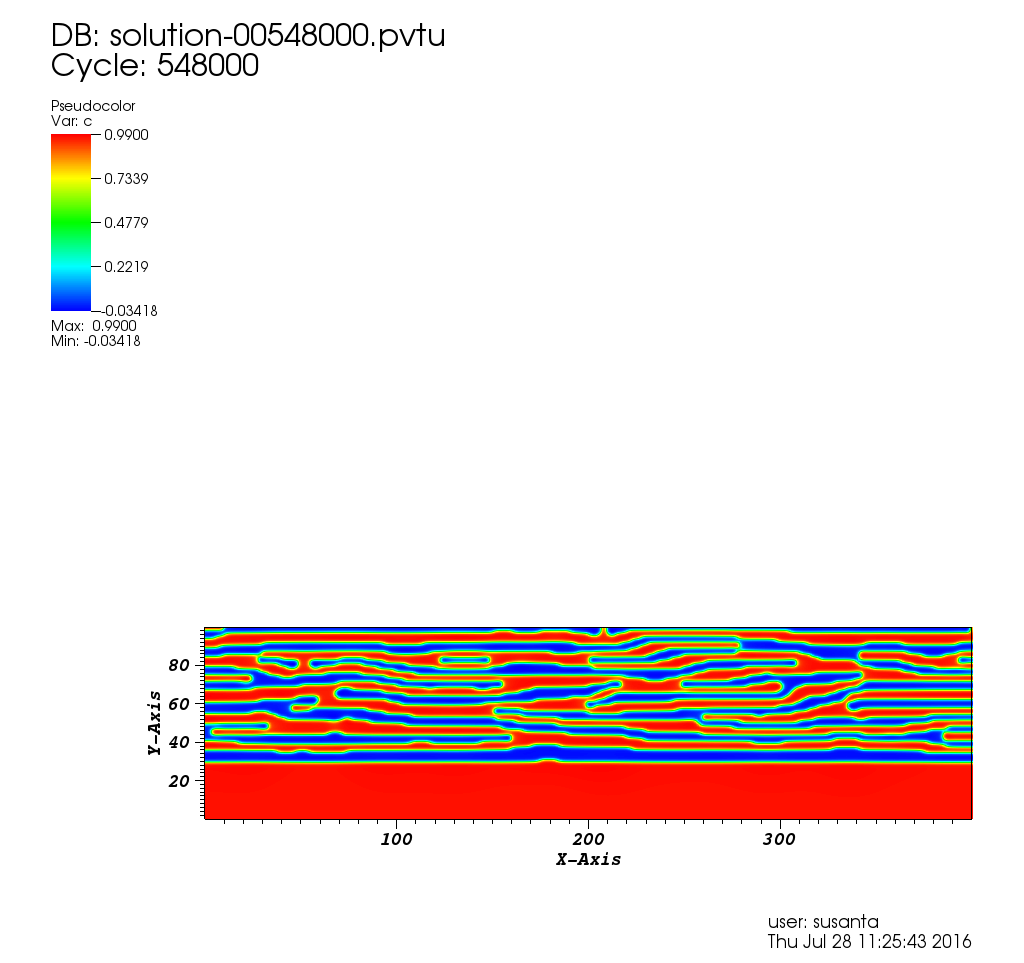 DB: solution-00548000.pvtu
Cycle: 548000
Pseudocolor
Var: c
0.9900
0.7339
0.4779
0.2219
-0.03418
Max: 0.9900
Min: -0.03418
80
60
40
20
Y-Axis
100 200 300
X-Axis
user: susanta
Thu Jul 28 11:25:43 2016